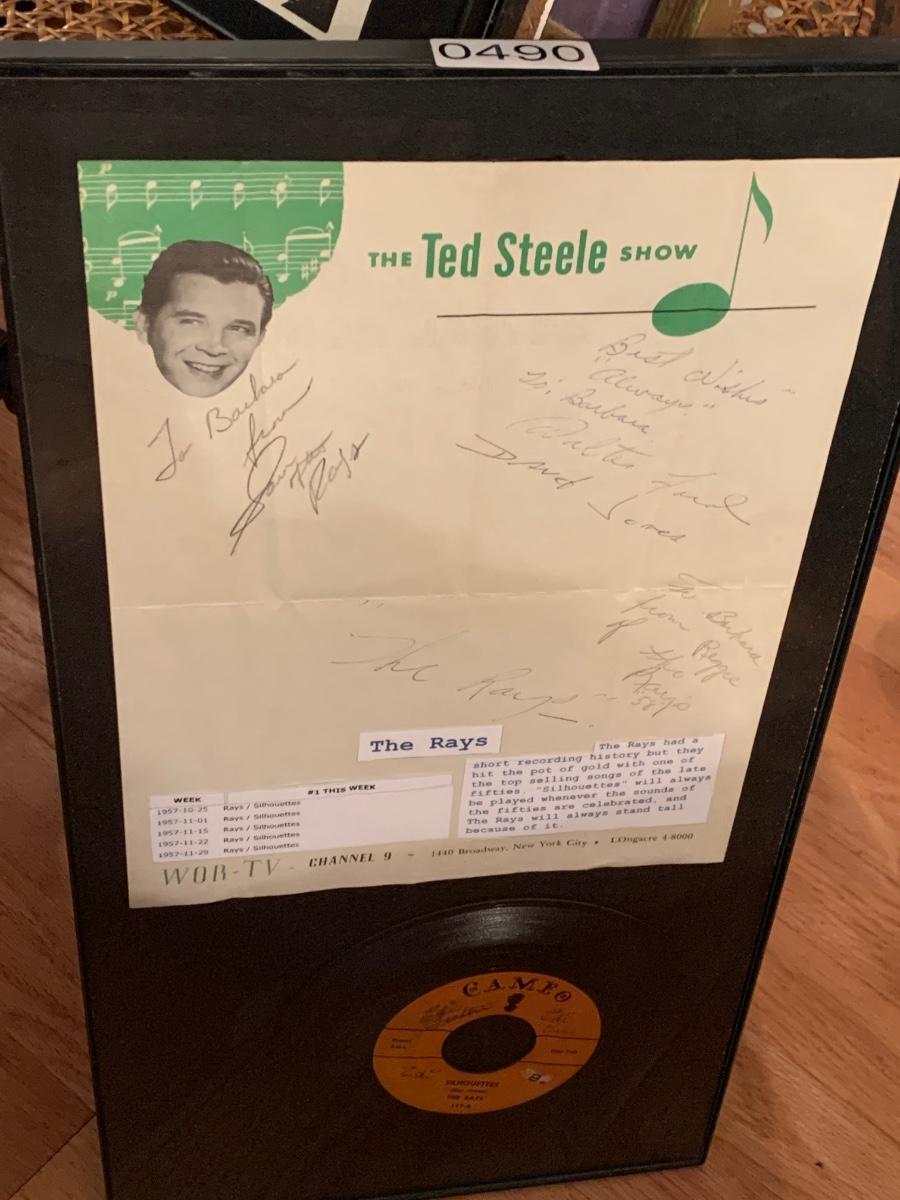 0490
THE Ted Steele SHOW
Best Wishes
"Always"
To, Barbara
Walter Ford
David Jones
To Barbara
from
The
Rays
To Barbara
from Reggie
of
the
Rays
"58"
"The Rays"
The Rays
The Rays had a
short recording history but they
hit the pot of gold with one of
the top selling songs of the late
fifties. "Silhouettes" will always
be played whenever the sounds of
the fifties are celebrated, and
The Rays will always stand tall
because of it.
WEEK #1 THIS WEEK
1957-10-25 Rays / Silhouettes
1957-11-01 Rays / Silhouettes
1957-11-15 Rays / Silhouettes
1957-11-22 Rays / Silhouettes
1957-11-29 Rays / Silhouettes
WOR-TV - CHANNEL 9 ~ 1440 Broadway, New York City • LOngacre 4-8000
CAMEO
SILHOUETTES
THE RAYS
117-A